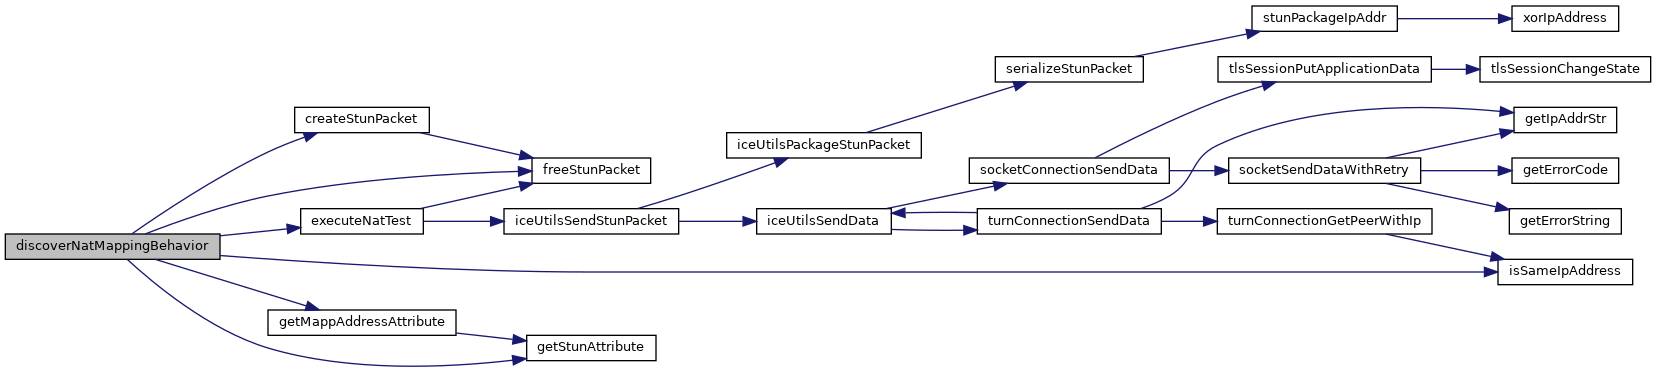 stunPackageIpAddr
xorIpAddress
serializeStunPacket
tlsSessionPutApplicationData
tlsSessionChangeState
createStunPacket
getIpAddrStr
iceUtilsPackageStunPacket
freeStunPacket
socketConnectionSendData
socketSendDataWithRetry
getErrorCode
executeNatTest
iceUtilsSendStunPacket
iceUtilsSendData
turnConnectionSendData
turnConnectionGetPeerWithIp
getErrorString
discoverNatMappingBehavior
isSameIpAddress
getMappAddressAttribute
getStunAttribute